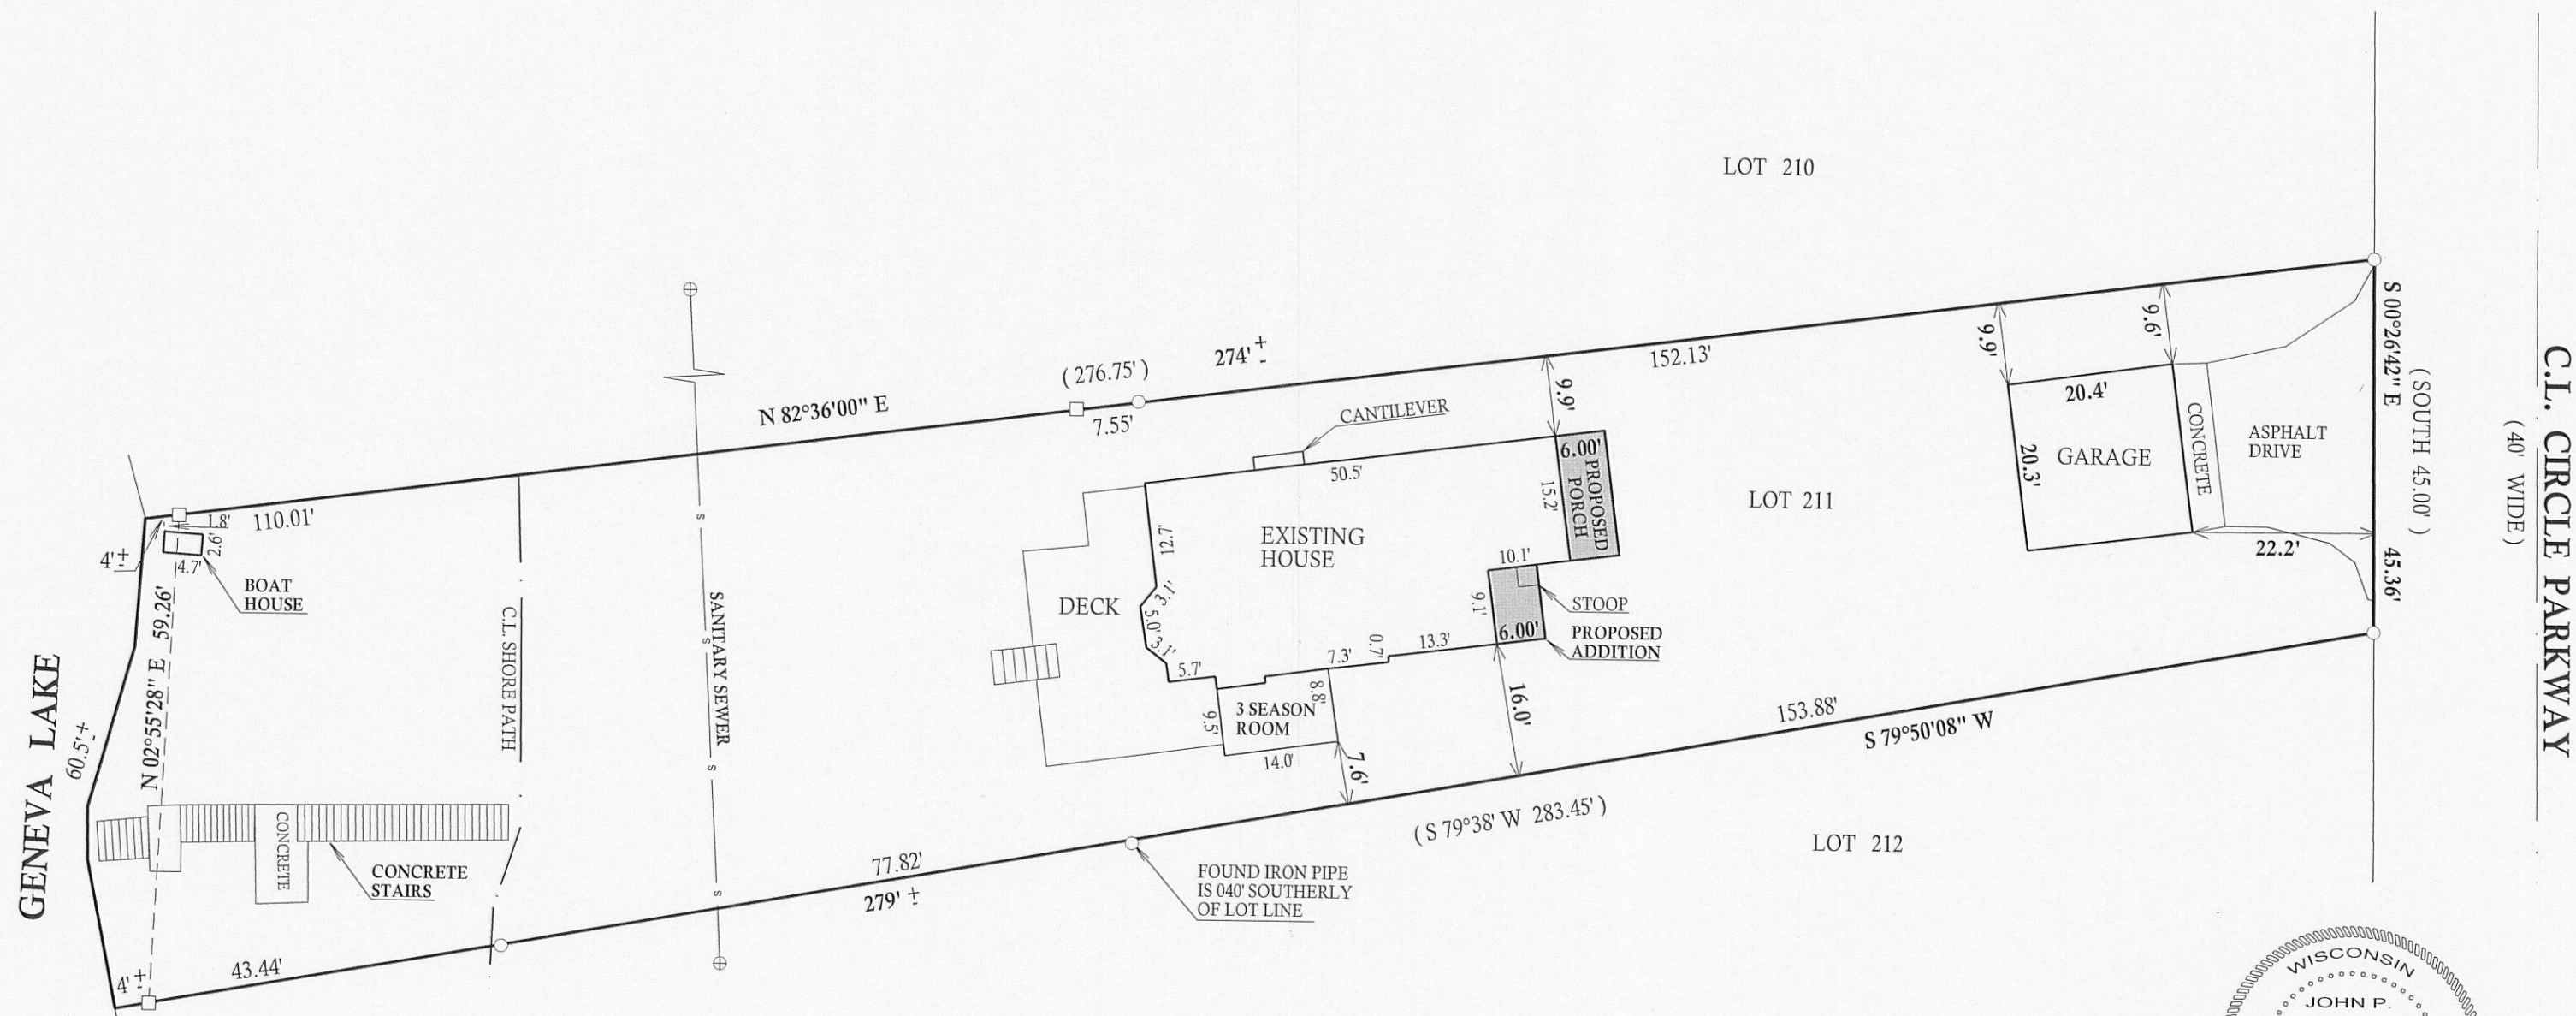 LOT 210
C.L. CIRCLE PARKWAY
( 40' WIDE )
( SOUTH 45.00' )
S 00°26'42" E
45.36'
N 82°36'00" E
( 276.75' )
7.55'
274' ±
152.13'
110.01'
9.9'
9.9'
9.6'
20.4'
20.3'
GARAGE
CONCRETE
ASPHALT
DRIVE
22.2'
LOT 211
CANTILEVER
50.5'
6.00'
PROPOSED
PORCH
15.2'
EXISTING
HOUSE
12.7'
3.1'
5.0'
3.1'
5.7'
DECK
10.1'
9.1'
6.00'
STOOP
PROPOSED
ADDITION
13.3'
0.7'
7.3'
8.8'
3 SEASON
ROOM
9.5'
14.0'
7.6'
16.0'
SANITARY SEWER
S
S
S
S
C.L. SHORE PATH
1.8'
2.6'
4.7'
4' ±
BOAT
HOUSE
N 02°55'28" E 59.26'
GENEVA LAKE
60.5' ±
CONCRETE
CONCRETE
STAIRS
4' ±
43.44'
77.82'
279' ±
FOUND IRON PIPE
IS 040' SOUTHERLY
OF LOT LINE
( S 79°38' W 283.45' )
153.88'
S 79°50'08" W
LOT 212
WISCONSIN
JOHN P.